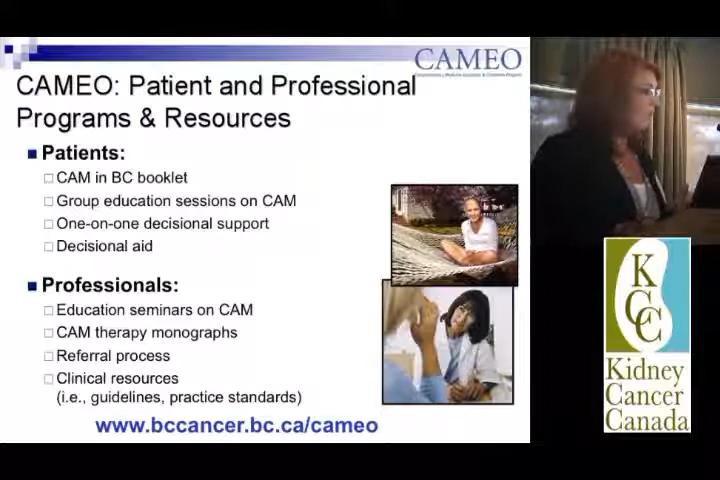 CAMEO
CAMEO: Patient and Professional
Programs & Resources
Patients:
CAM in BC booklet
Group education sessions on CAM
One-on-one decisional support
Decisional aid
Professionals:
Education seminars on CAM
CAM therapy monographs
Referral process
Clinical resources
(i.e., guidelines, practice standards)
www.bccancer.bc.ca/cameo
K
C
C
Kidney
Cancer
Canada